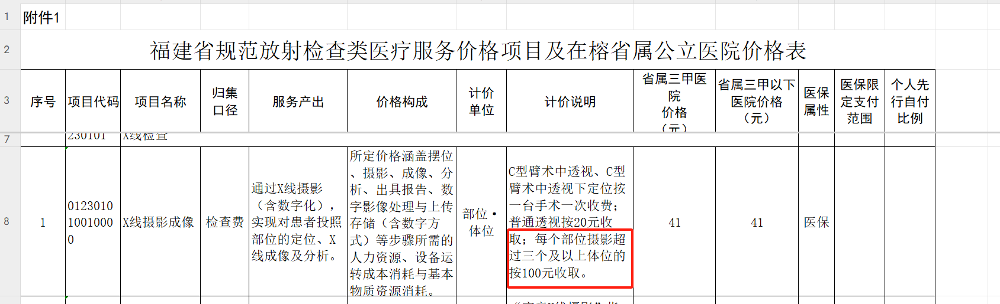 1
附件1
2
福建省规范放射检查类医疗服务价格项目及在榕省属公立医院价格表
3
序号
项目代码
项目名称
归集
口径
服务产出
价格构成
计价
单位
计价说明
省属三甲医
院
价格
（元）
省属三甲以下
医院价格
（元）
医保
属性
医保限
定支付
范围
个人先
行自付
比例
7
230101
X线检查
8
1
0123010
1001000
0
X线摄影成像
检查费
通过X线摄影
（含数字化），
实现对患者投照
部位的定位、X
线成像及分析。
所定价格涵盖摆位
、摄影、成像、分
析、出具报告、数
字影像处理与上传
存储（含数字方
式）等步骤所需的
人力资源、设备运
转成本消耗与基本
物质资源消耗。
部位·
体位
C型臂术中透视、C型
臂术中透视下定位按
一台手术一次收费；
普通透视按20元收
取；每个部位摄影超
过三个及以上体位的
按100元收取。
41
41
医保